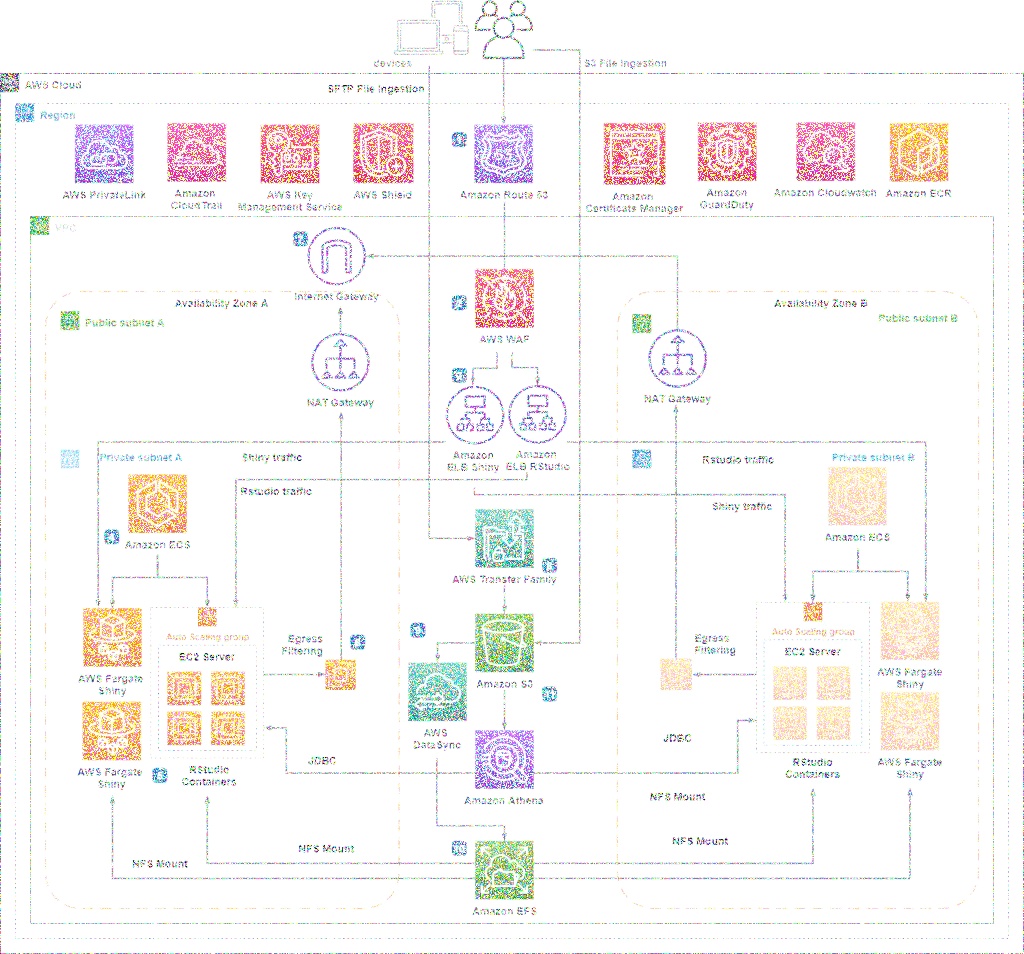 devices
S3 File Ingestion
AWS Cloud
SFTP File Ingestion
Region
AWS PrivateLink
Amazon
CloudTrail
AWS Key
Management Service
AWS Shield
Amazon Route 53
Amazon
Certificate Manager
Amazon
GuardDuty
Amazon Cloudwatch
Amazon ECR
VPC
Internet Gateway
Availability Zone A
Availability Zone B
Public subnet A
Public subnet B
AWS WAF
NAT Gateway
NAT Gateway
Amazon
ELB Shiny
Amazon
ELB RStudio
Private subnet A
Shiny traffic
Rstudio traffic
Private subnet B
Rstudio traffic
Shiny traffic
Amazon ECS
Amazon ECS
AWS Transfer Family
Auto Scaling group
EC2 Server
Egress
Filtering
Egress
Filtering
Auto Scaling group
EC2 Server
AWS Fargate
Shiny
Amazon S3
AWS Fargate
Shiny
AWS
DataSync
JDBC
JDBC
AWS Fargate
Shiny
RStudio
Containers
Amazon Athena
RStudio
Containers
AWS Fargate
Shiny
NFS Mount
NFS Mount
NFS Mount
NFS Mount
Amazon EFS